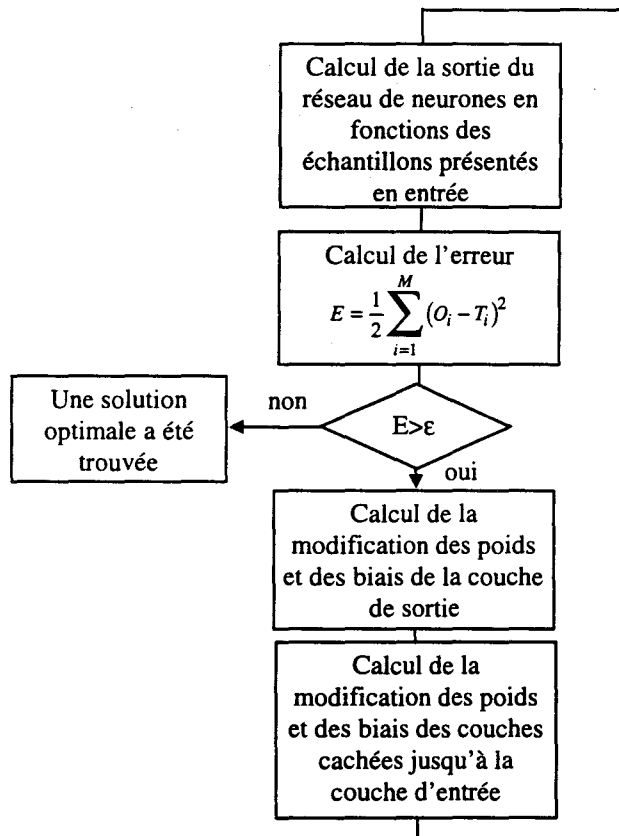 Calcul de la sortie du
réseau de neurones en
fonctions des
échantillons présentés
en entrée
Calcul de l'erreur
E = \frac{1}{2} \sum_{i=1}^{M} (O_i - T_i)^2
Une solution
optimale a été
trouvée
non
E>ε
oui
Calcul de la
modification des poids
et des biais de la couche
de sortie
Calcul de la
modification des poids
et des biais des couches
cachées jusqu'à la
couche d'entrée